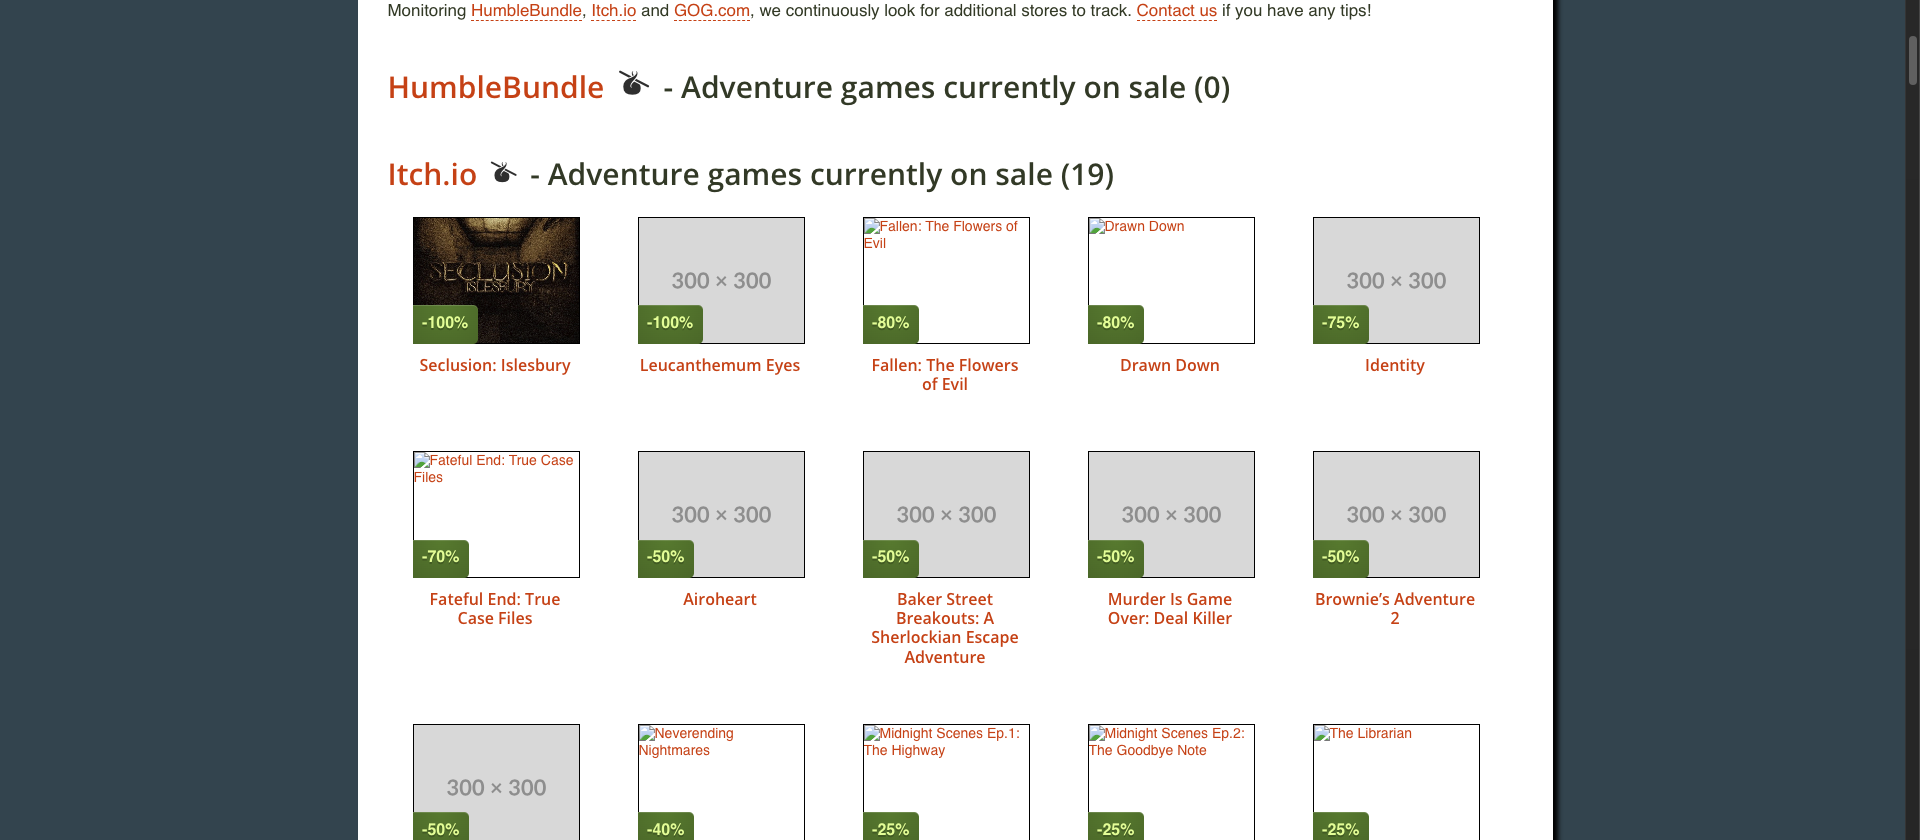 Monitoring HumbleBundle, Itch.io and GOG.com, we continuously look for additional stores to track. Contact us if you have any tips!
HumbleBundle - Adventure games currently on sale (0)
Itch.io - Adventure games currently on sale (19)
SECLUSION
ISLESBURY
-100%
Seclusion: Islesbury
300 × 300
-100%
Leucanthemum Eyes
Fallen: The Flowers of
Evil
-80%
Fallen: The Flowers
of Evil
Drawn Down
-80%
Drawn Down
300 × 300
-75%
Identity
Fateful End: True Case
Files
-70%
Fateful End: True
Case Files
300 × 300
-50%
Airoheart
300 × 300
-50%
Baker Street
Breakouts: A
Sherlockian Escape
Adventure
300 × 300
-50%
Murder Is Game
Over: Deal Killer
300 × 300
-50%
Brownie’s Adventure
2
300 × 300
-50%
Neverending
Nightmares
-40%
Midnight Scenes Ep.1:
The Highway
-25%
Midnight Scenes Ep.2:
The Goodbye Note
-25%
The Librarian
-25%